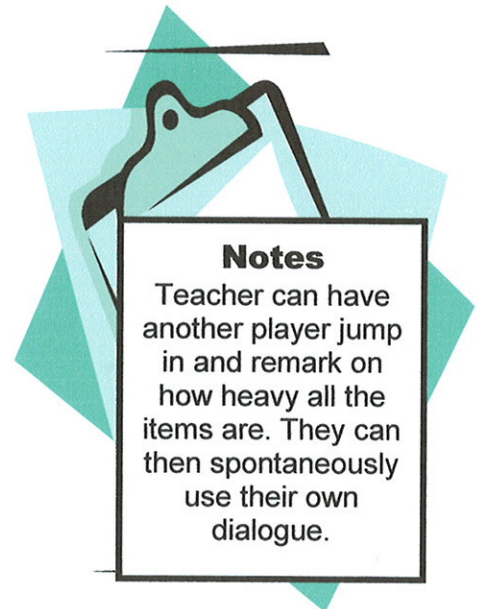 Notes
Teacher can have
another player jump
in and remark on
how heavy all the
items are. They can
then spontaneously
use their own
dialogue.